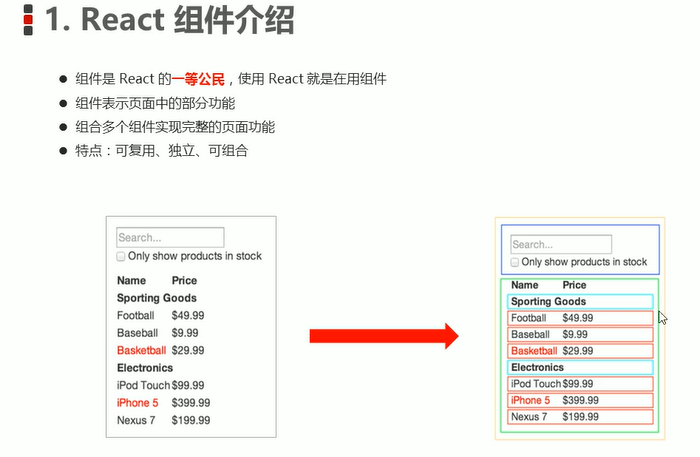 1. React 组件介绍
● 组件是 React 的一等公民，使用 React 就是在用组件
● 组件表示页面中的部分功能
● 组合多个组件实现完整的页面功能
● 特点：可复用、独立、可组合
Search...
Only show products in stock
Name Price
Sporting Goods
Football $49.99
Baseball $9.99
Basketball $29.99
Electronics
iPod Touch $99.99
iPhone 5 $399.99
Nexus 7 $199.99
Search...
Only show products in stock
Name Price
Sporting Goods
Football $49.99
Baseball $9.99
Basketball $29.99
Electronics
iPod Touch $99.99
iPhone 5 $399.99
Nexus 7 $199.99